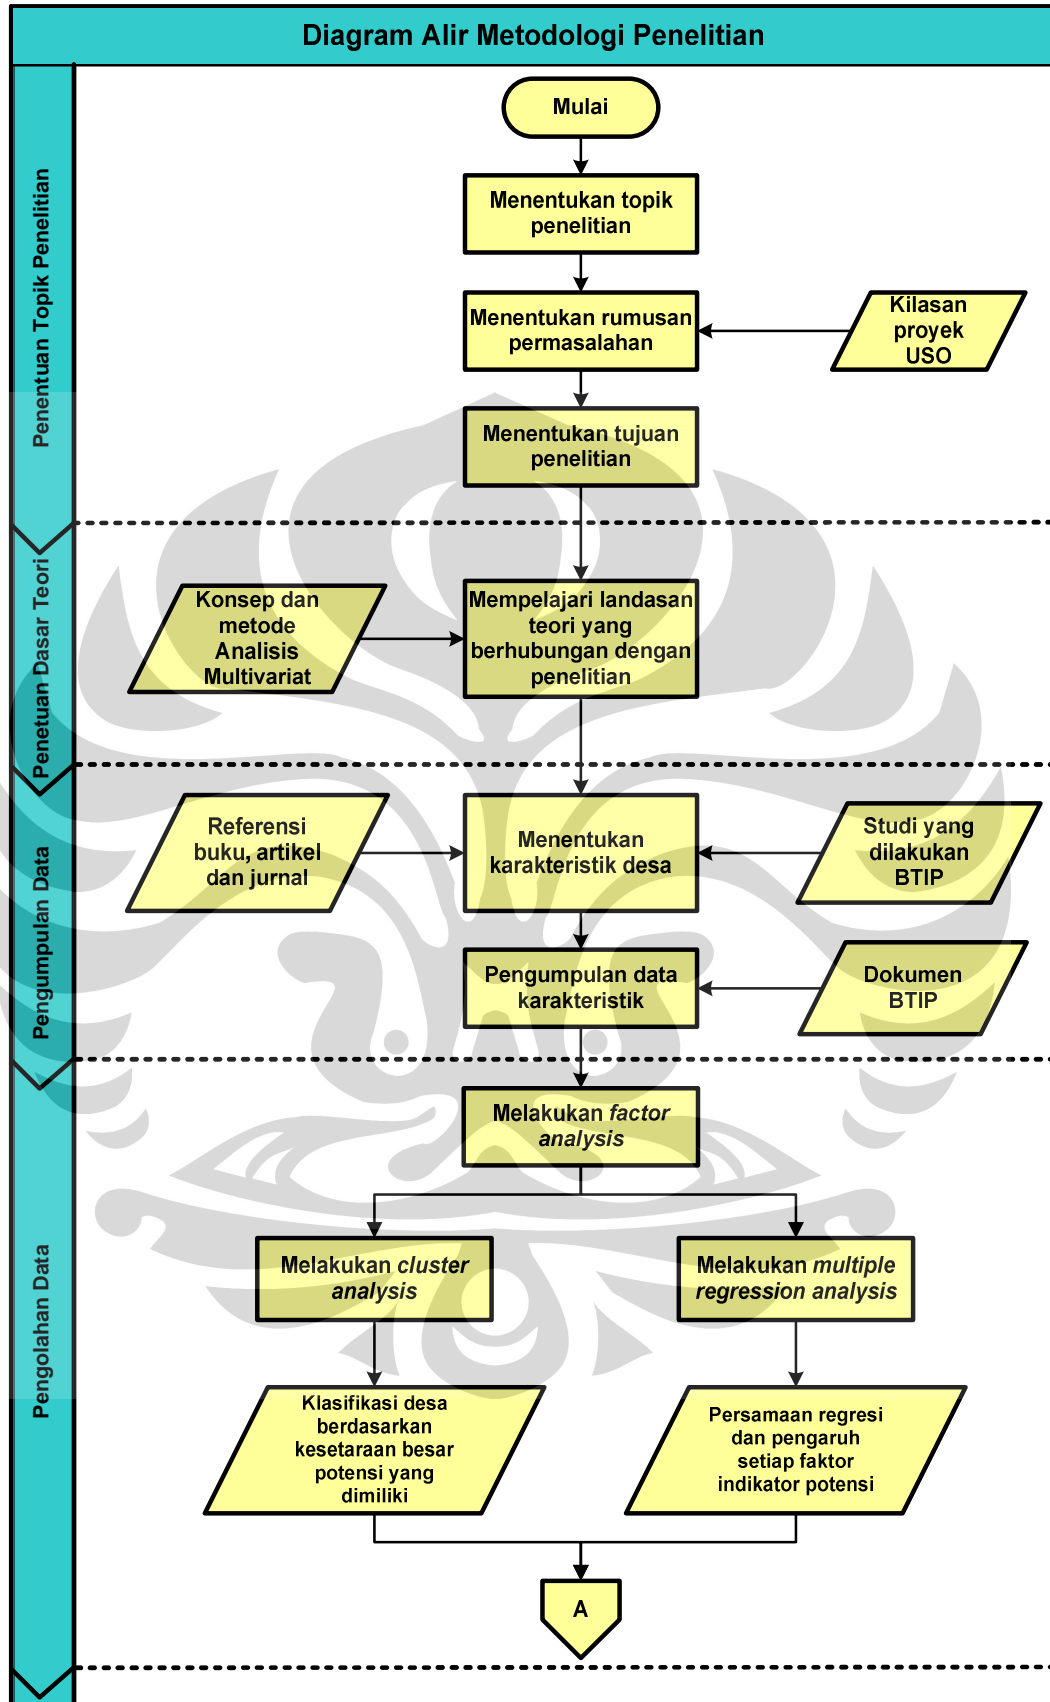 Diagram Alir Metodologi Penelitian
Penentuan Topik Penelitian
Mulai
Menentukan topik
penelitian
Menentukan rumusan
permasalahan
Kilasan
proyek
USO
Menentukan tujuan
penelitian
Penetuan Dasar Teori
Konsep dan
metode
Analisis
Multivariat
Mempelajari landasan
teori yang
berhubungan dengan
penelitian
Pengumpulan Data
Referensi
buku, artikel
dan jurnal
Menentukan
karakteristik desa
Studi yang
dilakukan
BTIP
Pengumpulan data
karakteristik
Dokumen
BTIP
Pengolahan Data
Melakukan factor
analysis
Melakukan cluster
analysis
Melakukan multiple
regression analysis
Klasifikasi desa
berdasarkan
kesetaraan besar
potensi yang
dimiliki
Persamaan regresi
dan pengaruh
setiap faktor
indikator potensi
A